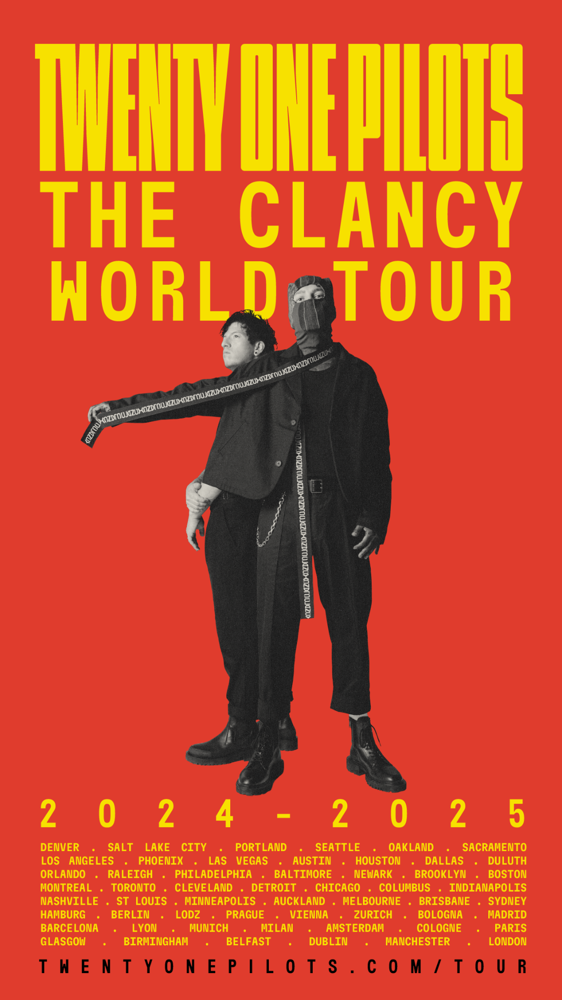 TWENTY ONE PILOTS
THE CLANCY
WORLD TOUR
2024-2025
DENVER . SALT LAKE CITY . PORTLAND . SEATTLE . OAKLAND . SACRAMENTO
LOS ANGELES . PHOENIX . LAS VEGAS . AUSTIN . HOUSTON . DALLAS . DULUTH
ORLANDO . RALEIGH . PHILADELPHIA . BALTIMORE . NEWARK . BROOKLYN . BOSTON
MONTREAL . TORONTO . CLEVELAND . DETROIT . CHICAGO . COLUMBUS . INDIANAPOLIS
NASHVILLE . ST LOUIS . MINNEAPOLIS . AUCKLAND . MELBOURNE . BRISBANE . SYDNEY
HAMBURG . BERLIN . LODZ . PRAGUE . VIENNA . ZURICH . BOLOGNA . MADRID
BARCELONA . LYON . MUNICH . MILAN . AMSTERDAM . COLOGNE . PARIS
GLASGOW . BIRMINGHAM . BELFAST . DUBLIN . MANCHESTER . LONDON
TWENTYONEPILOTS.COM/TOUR